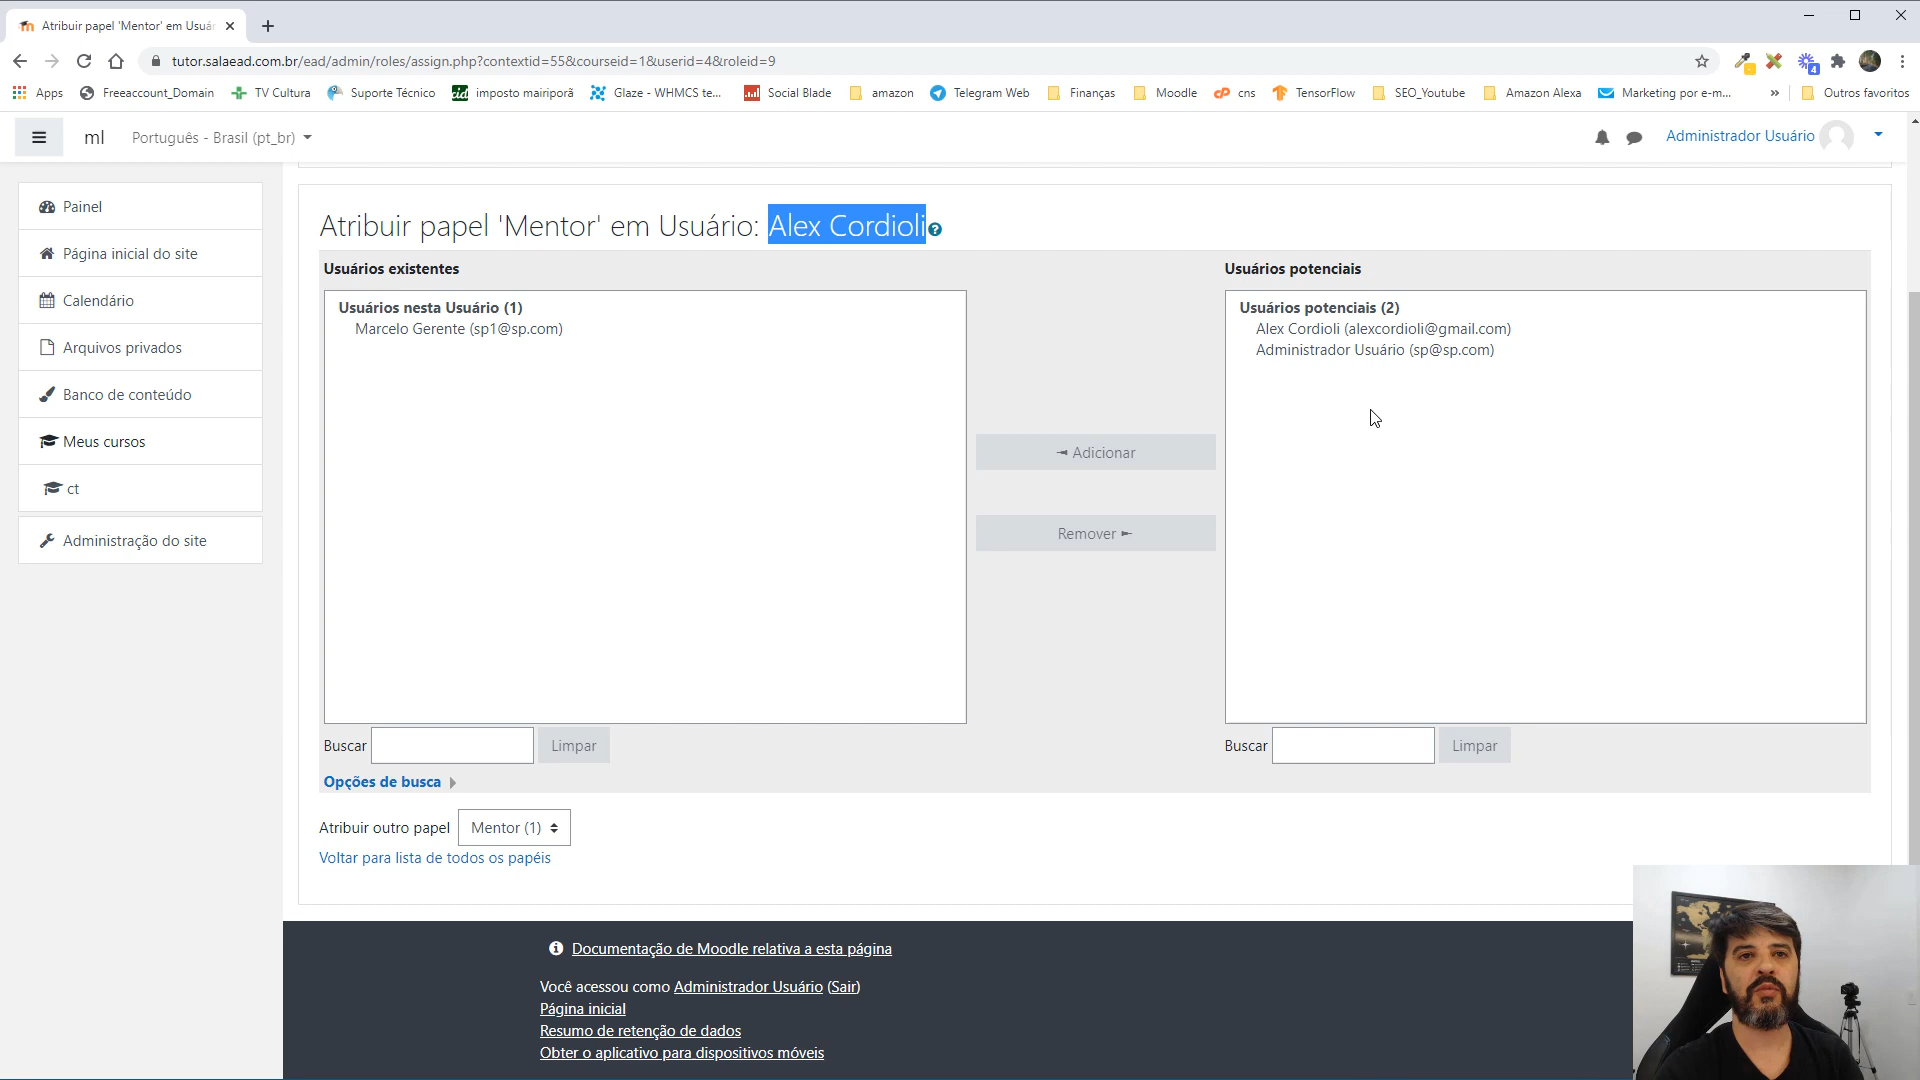 Atribuir papel 'Mentor' em Usuár
tutor.salaead.com.br/ead/admin/roles/assign.php?contextid=55&courseid=1&userid=4&roleid=9
Apps
Freeaccount_Domain
TV Cultura
Suporte Técnico
cid
imposto mairiporã
Glaze - WHMCS te...
Social Blade
amazon
Telegram Web
Finanças
Moodle
cP
cns
TensorFlow
SEO_Youtube
Amazon Alexa
Marketing por e-m...
»
Outros favoritos
4
ml
Português - Brasil (pt_br)
Administrador Usuário
Painel
Página inicial do site
Calendário
Arquivos privados
Banco de conteúdo
Meus cursos
ct
Administração do site
Atribuir papel 'Mentor' em Usuário: Alex Cordioli
Usuários existentes
Usuários nesta Usuário (1)
Marcelo Gerente (sp1@sp.com)
◄ Adicionar
Remover ►
Usuários potenciais
Usuários potenciais (2)
Alex Cordioli (alexcordioli@gmail.com)
Administrador Usuário (sp@sp.com)
Buscar
Limpar
Buscar
Limpar
Opções de busca
Atribuir outro papel
Mentor (1)
Voltar para lista de todos os papéis
Documentação de Moodle relativa a esta página
Você acessou como Administrador Usuário (Sair)
Página inicial
Resumo de retenção de dados
Obter o aplicativo para dispositivos móveis